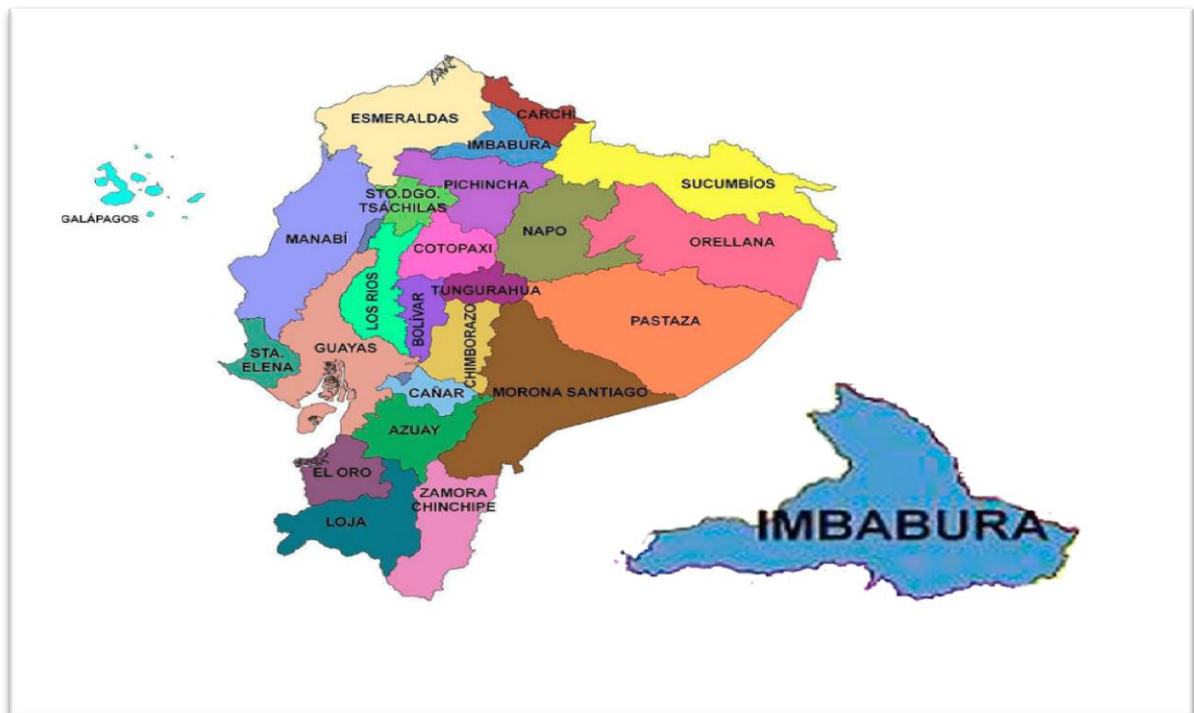 ESMERALDAS
CARCHI
IMBABURA
SUCUMBÍOS
PICHINCHA
STO.DGO.
TSÁCHILAS
GALÁPAGOS
NAPO
MANABÍ
ORELLANA
COTOPAXI
TUNGURAHUA
LOS RIOS
BOLÍVAR
CHIMBORAZO
PASTAZA
GUAYAS
STA.
ELENA
CAÑAR
MORONA SANTIAGO
AZUAY
EL ORO
ZAMORA
CHINCHIPE
LOJA
IMBABURA